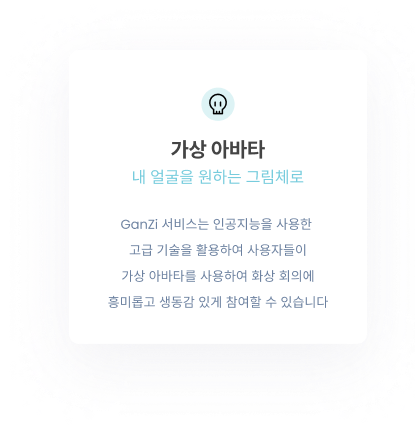 가상 아바타
내 얼굴을 원하는 그림체로
GanZi 서비스는 인공지능을 사용한
고급 기술을 활용하여 사용자들이
가상 아바타를 사용하여 화상 회의에
흥미롭고 생동감 있게 참여할 수 있습니다